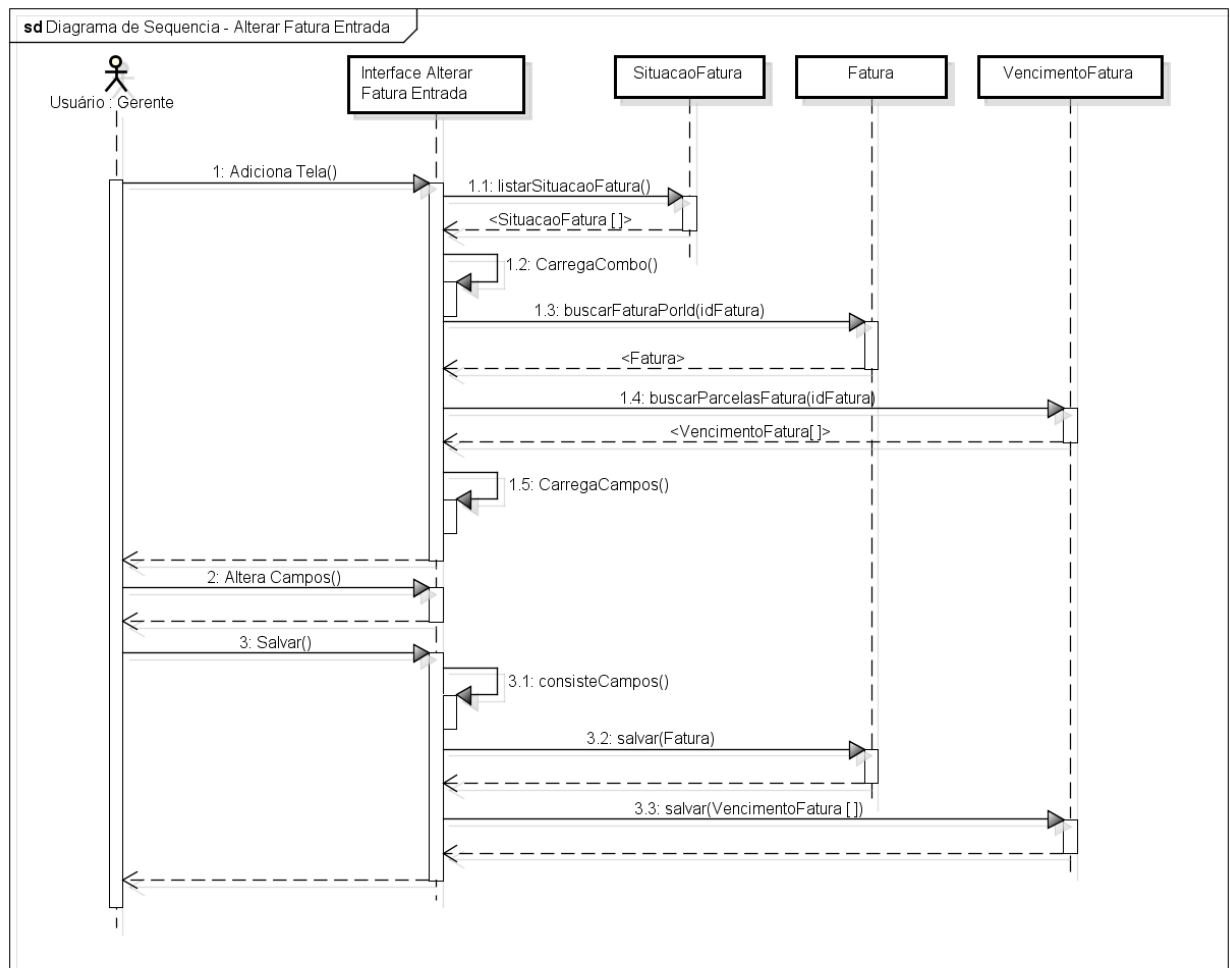 sd Diagrama de Sequencia - Alterar Fatura Entrada
Usuário : Gerente
Interface Alterar
Fatura Entrada
SituacaoFatura
Fatura
VencimentoFatura
1: Adiciona Tela()
1.1: listarSituacaoFatura()
<SituacaoFatura []>
1.2: CarregaCombo()
1.3: buscarFaturaPorId(idFatura)
<Fatura>
1.4: buscarParcelasFatura(idFatura)
<VencimentoFatura[]>
1.5: CarregaCampos()
2: Altera Campos()
3: Salvar()
3.1: consisteCampos()
3.2: salvar(Fatura)
3.3: salvar(VencimentoFatura [])